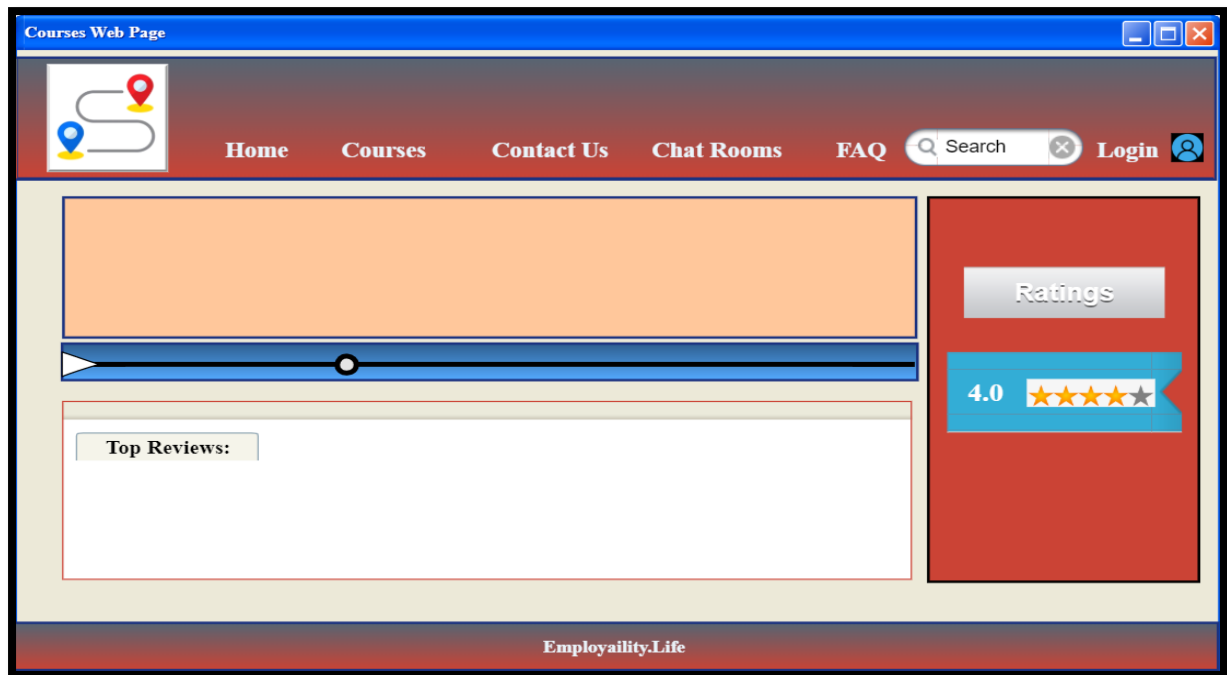 Courses Web Page
Home Courses Contact Us Chat Rooms FAQ Search Login
Ratings
4.0
Top Reviews:
Employaility.Life